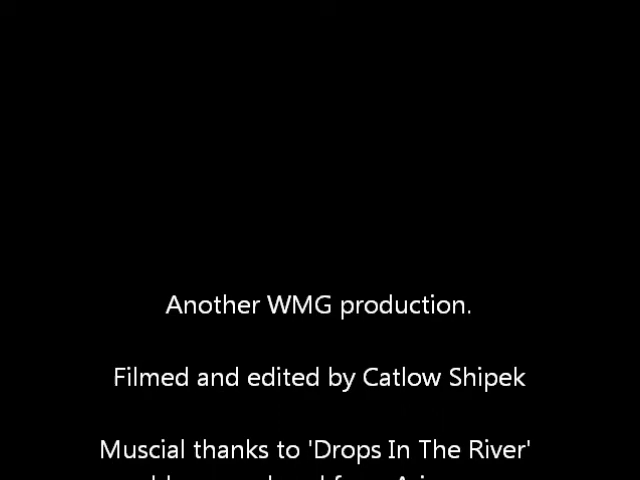 Another WMG production.
Filmed and edited by Catlow Shipek
Muscial thanks to 'Drops In The River'